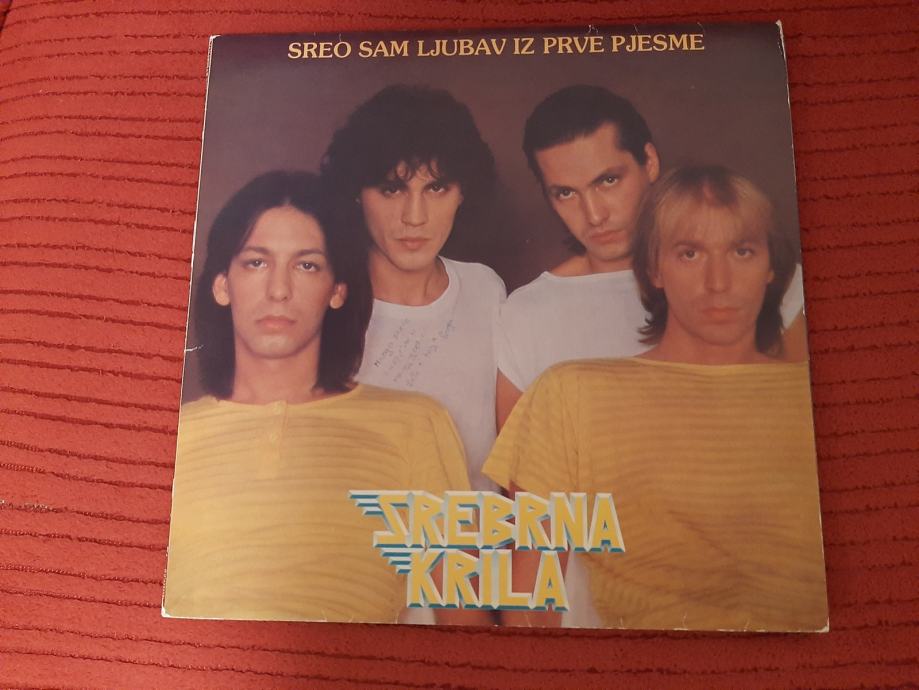 SREO SAM LJUBAV IZ PRVE PJESME
SREBRNA
KRILA